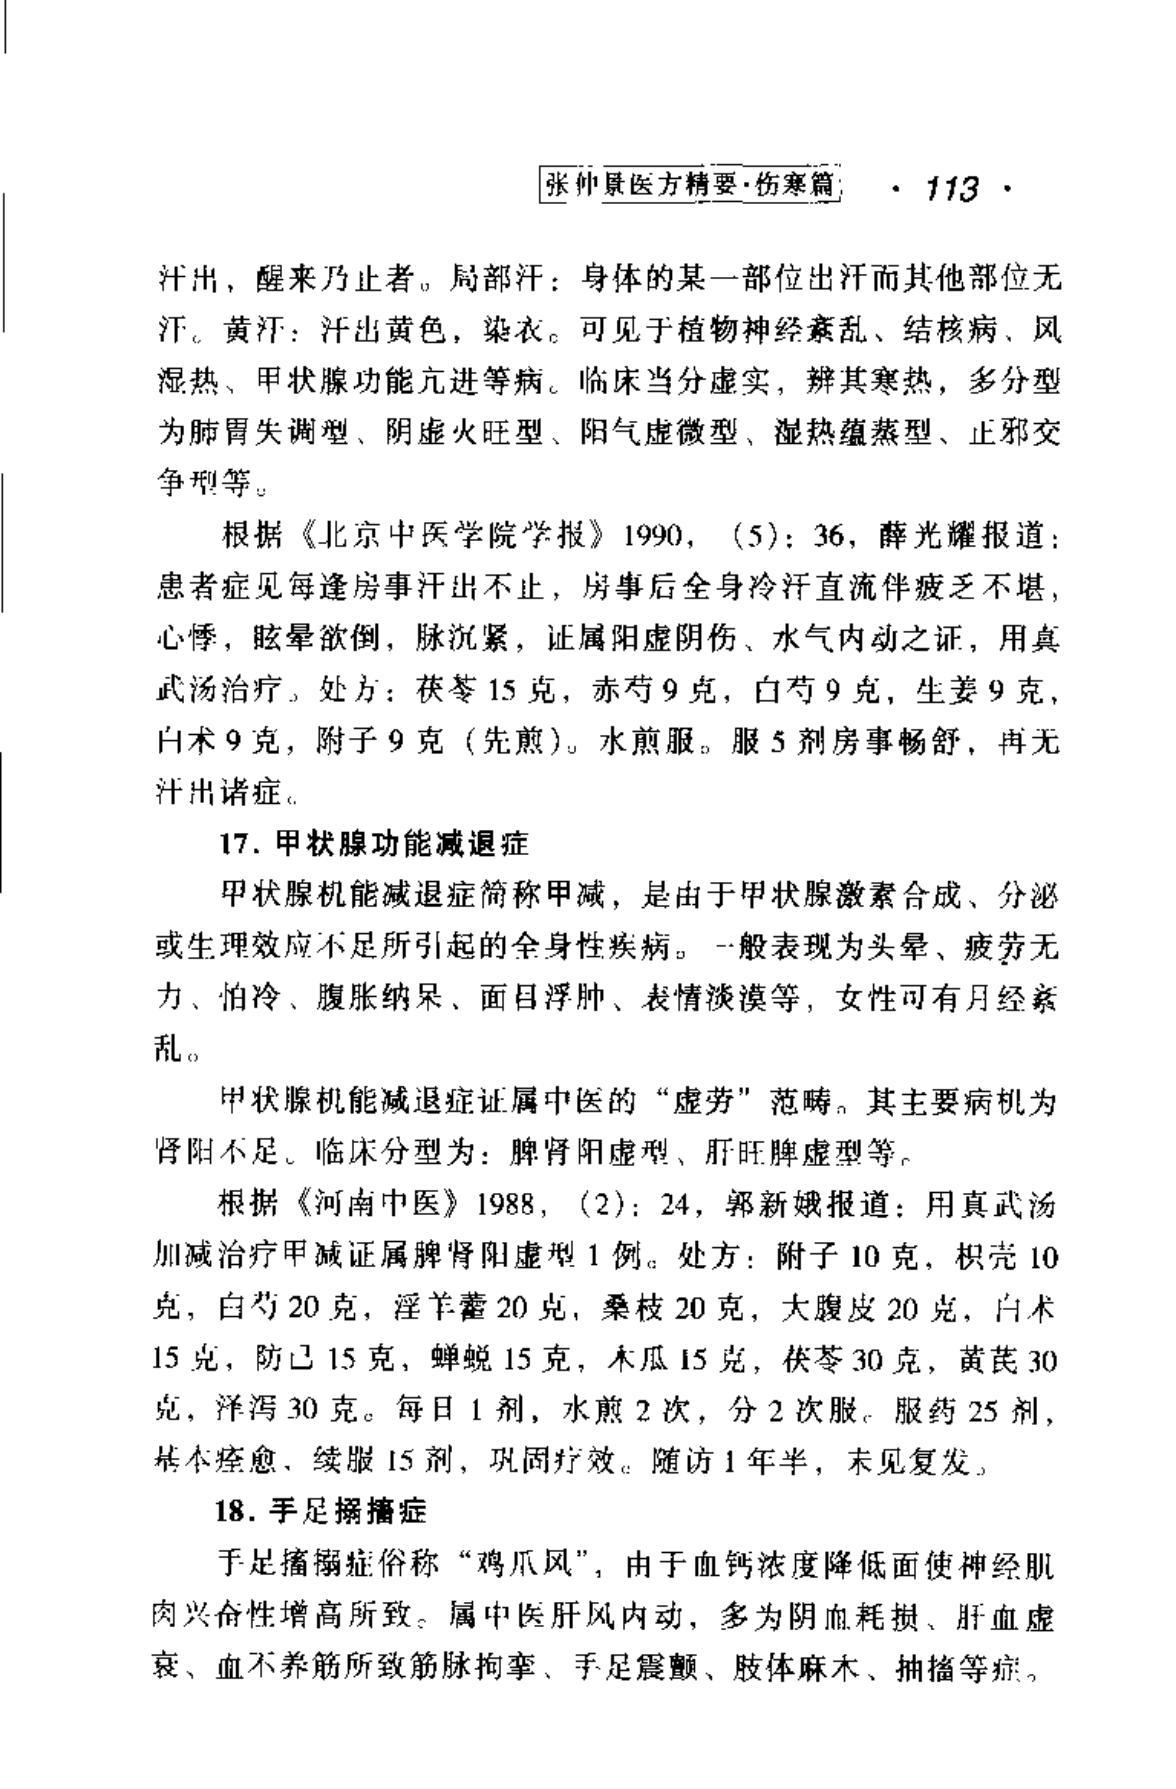 张仲景医方精要·伤寒篇 · 113 ·
汗出，醒来乃止者。局部汗：身体的某一部位出汗而其他部位无
汗。黄汗：汗出黄色，染衣。可见于植物神经紊乱、结核病、风
湿热、甲状腺功能亢进等病。临床当分虚实，辨其寒热，多分型
为肺胃失调型、阴虚火旺型、阳气虚微型、湿热蕴蒸型、正邪交
争型等。
根据《北京中医学院学报》1990，（5）：36，薛光耀报道：
患者症见每逢房事汗出不止，房事后全身冷汗直流伴疲乏不堪，
心悸，眩晕欲倒，脉沉紧，证属阳虚阴伤、水气内动之证，用真
武汤治疗。处方：茯苓 15 克，赤芍 9 克，白芍 9 克，生姜 9 克，
白术 9 克，附子 9 克（先煎）。水煎服。服 5 剂房事畅舒，再无
汗出诸症。
17．甲状腺功能减退症
甲状腺机能减退症简称甲减，是由于甲状腺激素合成、分泌
或生理效应不足所引起的全身性疾病。一般表现为头晕、疲劳无
力、怕冷、腹胀纳呆、面目浮肿、表情淡漠等，女性可有月经紊
乱。
甲状腺机能减退症证属中医的“虚劳”范畴。其主要病机为
肾阳不足。临床分型为：脾肾阳虚型、肝旺脾虚型等。
根据《河南中医》1988，（2）：24，郭新娥报道：用真武汤
加减治疗甲减证属脾肾阳虚型 1 例。处方：附子 10 克，枳壳 10
克，白芍 20 克，淫羊藿 20 克，桑枝 20 克，大腹皮 20 克，白术
15 克，防己 15 克，蝉蜕 15 克，木瓜 15 克，茯苓 30 克，黄芪 30
克，泽泻 30 克。每日 1 剂，水煎 2 次，分 2 次服。服药 25 剂，
基本痊愈，续服 15 剂，巩固疗效。随访 1 年半，未见复发。
18．手足搦搐症
手足搐搦症俗称“鸡爪风”，由于血钙浓度降低面使神经肌
肉兴奋性增高所致。属中医肝风内动，多为阴血耗损、肝血虚
衰、血不养筋所致筋脉拘挛、手足震颤、肢体麻木、抽搐等症。